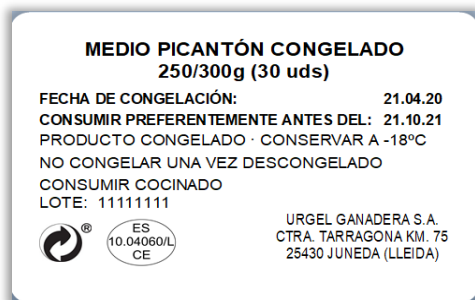 MEDIO PICANTÓN CONGELADO
250/300g (30 uds)
FECHA DE CONGELACIÓN: 21.04.20
CONSUMIR PREFERENTEMENTE ANTES DEL: 21.10.21
PRODUCTO CONGELADO · CONSERVAR A -18ºC
NO CONGELAR UNA VEZ DESCONGELADO
CONSUMIR COCINADO
LOTE: 11111111
®
ES
10.04060/L
CE
URGEL GANADERA S.A.
CTRA. TARRAGONA KM. 75
25430 JUNEDA (LLEIDA)